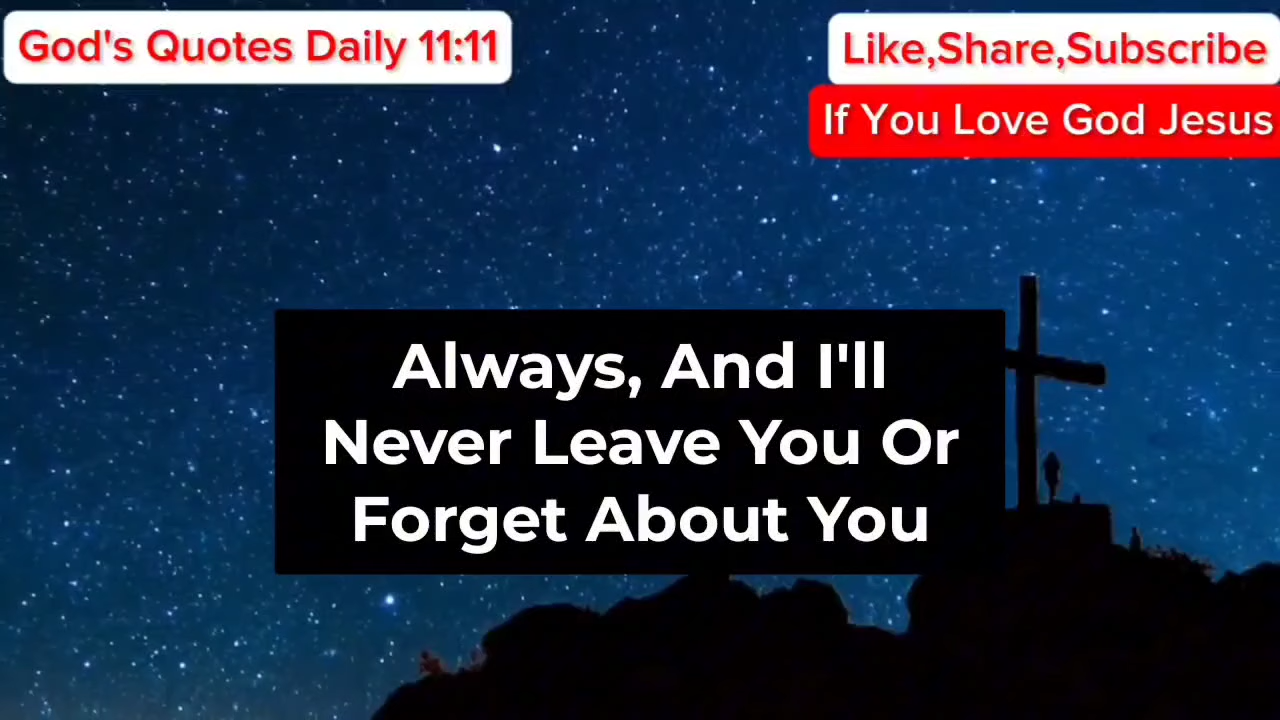 God's Quotes Daily 11:11
Like,Share,Subscribe
If You Love God Jesus
Always, And I'll
Never Leave You Or
Forget About You